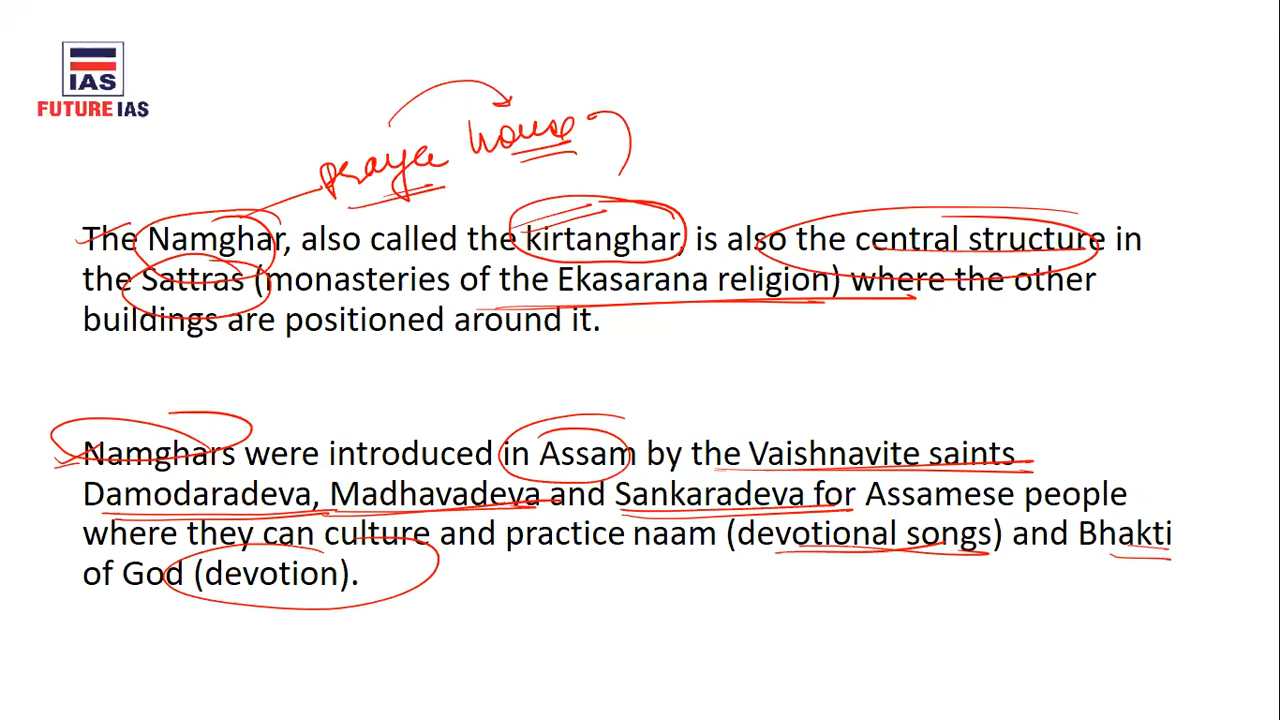 IAS
FUTURE IAS
prayer house
The Namghar, also called the kirtanghar, is also the central structure in
the Sattras (monasteries of the Ekasarana religion) where the other
buildings are positioned around it.
Namghars were introduced in Assam by the Vaishnavite saints
Damodaradeva, Madhavadeva and Sankaradeva for Assamese people
where they can culture and practice naam (devotional songs) and Bhakti
of God (devotion).